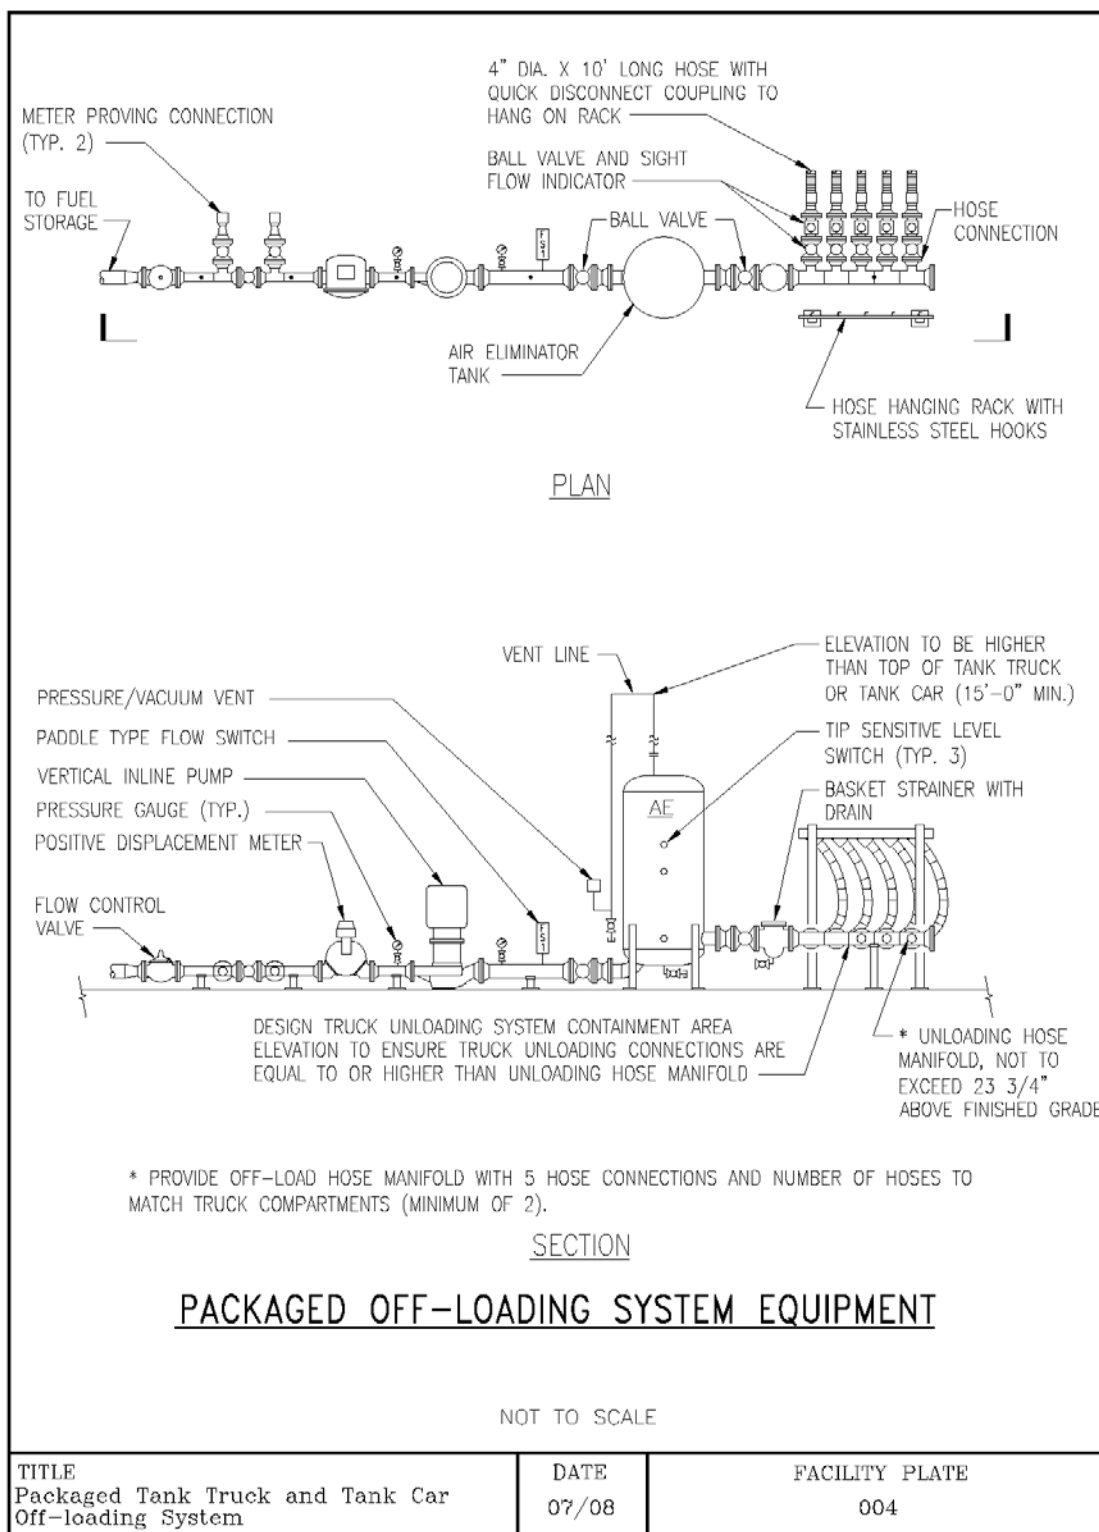 4" DIA. X 10' LONG HOSE WITH
QUICK DISCONNECT COUPLING TO
HANG ON RACK
METER PROVING CONNECTION
(TYP. 2)
BALL VALVE AND SIGHT
FLOW INDICATOR
TO FUEL
STORAGE
BALL VALVE
HOSE
CONNECTION
FS1
AIR ELIMINATOR
TANK
HOSE HANGING RACK WITH
STAINLESS STEEL HOOKS
PLAN
VENT LINE
ELEVATION TO BE HIGHER
THAN TOP OF TANK TRUCK
OR TANK CAR (15'-0" MIN.)
PRESSURE/VACUUM VENT
PADDLE TYPE FLOW SWITCH
TIP SENSITIVE LEVEL
SWITCH (TYP. 3)
VERTICAL INLINE PUMP
BASKET STRAINER WITH
DRAIN
PRESSURE GAUGE (TYP.)
AE
POSITIVE DISPLACEMENT METER
FLOW CONTROL
VALVE
FS1
DESIGN TRUCK UNLOADING SYSTEM CONTAINMENT AREA
ELEVATION TO ENSURE TRUCK UNLOADING CONNECTIONS ARE
EQUAL TO OR HIGHER THAN UNLOADING HOSE MANIFOLD
* UNLOADING HOSE
MANIFOLD, NOT TO
EXCEED 23 3/4"
ABOVE FINISHED GRADE
* PROVIDE OFF-LOAD HOSE MANIFOLD WITH 5 HOSE CONNECTIONS AND NUMBER OF HOSES TO
MATCH TRUCK COMPARTMENTS (MINIMUM OF 2).
SECTION
PACKAGED OFF-LOADING SYSTEM EQUIPMENT
NOT TO SCALE
TITLE
Packaged Tank Truck and Tank Car
Off-loading System
DATE
07/08
FACILITY PLATE
004